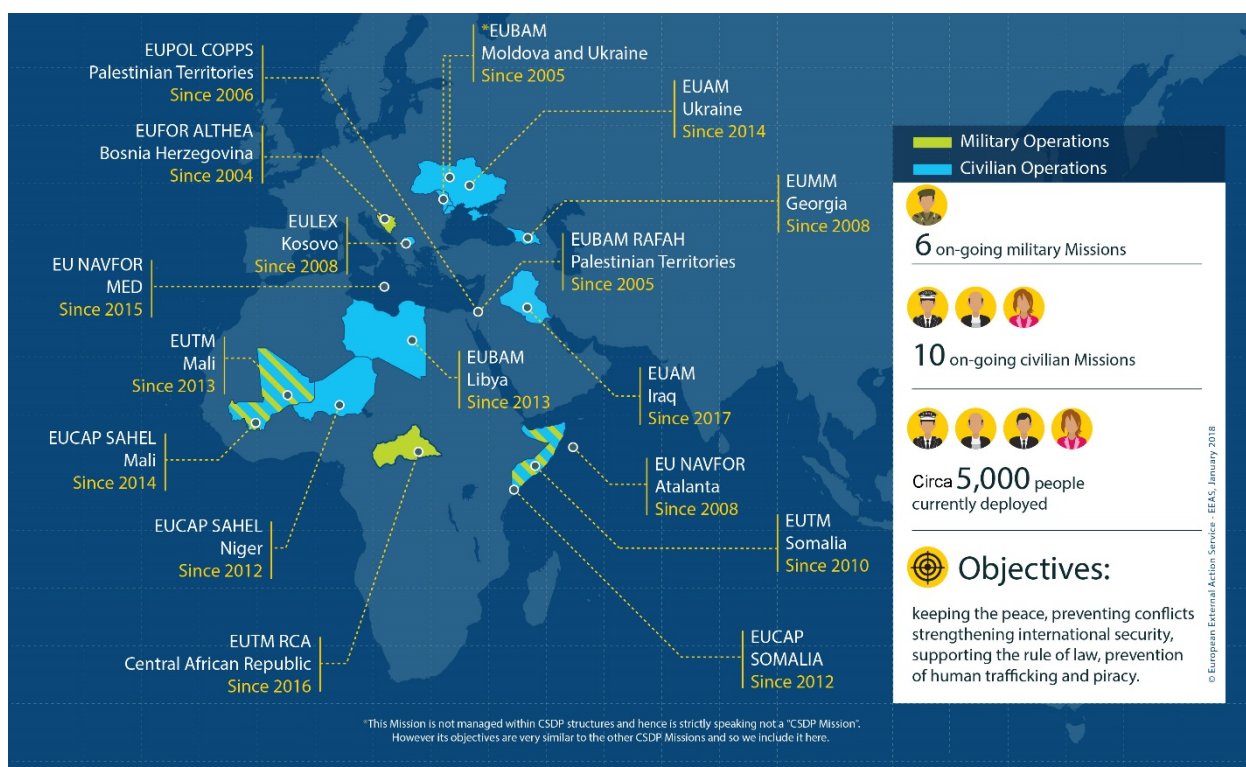 *EUBAM
Moldova and Ukraine
Since 2005
EUPOL COPPS
Palestinian Territories
Since 2006
EUAM
Ukraine
Since 2014
EUFOR ALTHEA
Bosnia Herzegovina
Since 2004
EUMM
Georgia
Since 2008
EULEX
Kosovo
Since 2008
EUBAM RAFAH
Palestinian Territories
Since 2005
EU NAVFOR
MED
Since 2015
EUTM
Mali
Since 2013
EUBAM
Libya
Since 2013
EUAM
Iraq
Since 2017
EUCAP SAHEL
Mali
Since 2014
EU NAVFOR
Atalanta
Since 2008
EUCAP SAHEL
Niger
Since 2012
EUTM
Somalia
Since 2010
EUTM RCA
Central African Republic
Since 2016
EUCAP
SOMALIA
Since 2012
*This Mission is not managed within CSDP structures and hence is strictly speaking not a "CSDP Mission".
However its objectives are very similar to the other CSDP Missions and so we include it here.
Military Operations
Civilian Operations
6 on-going military Missions
10 on-going civilian Missions
Circa 5,000 people
currently deployed
Objectives:
keeping the peace, preventing conflicts
strengthening international security,
supporting the rule of law, prevention
of human trafficking and piracy.
© European External Action Service - EEAS, January 2018